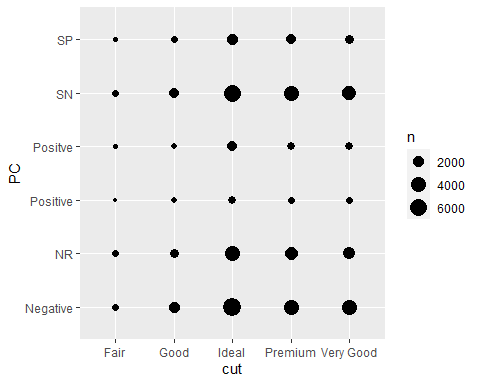 SP
SN
Positve
Positive
NR
Negative
PC
Fair Good Ideal Premium Very Good
cut
n
2000
4000
6000